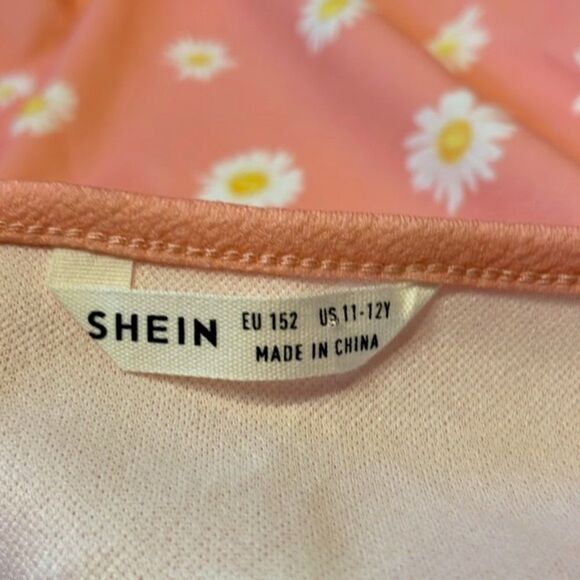 SHEIN EU 152 US 11-12Y
MADE IN CHINA